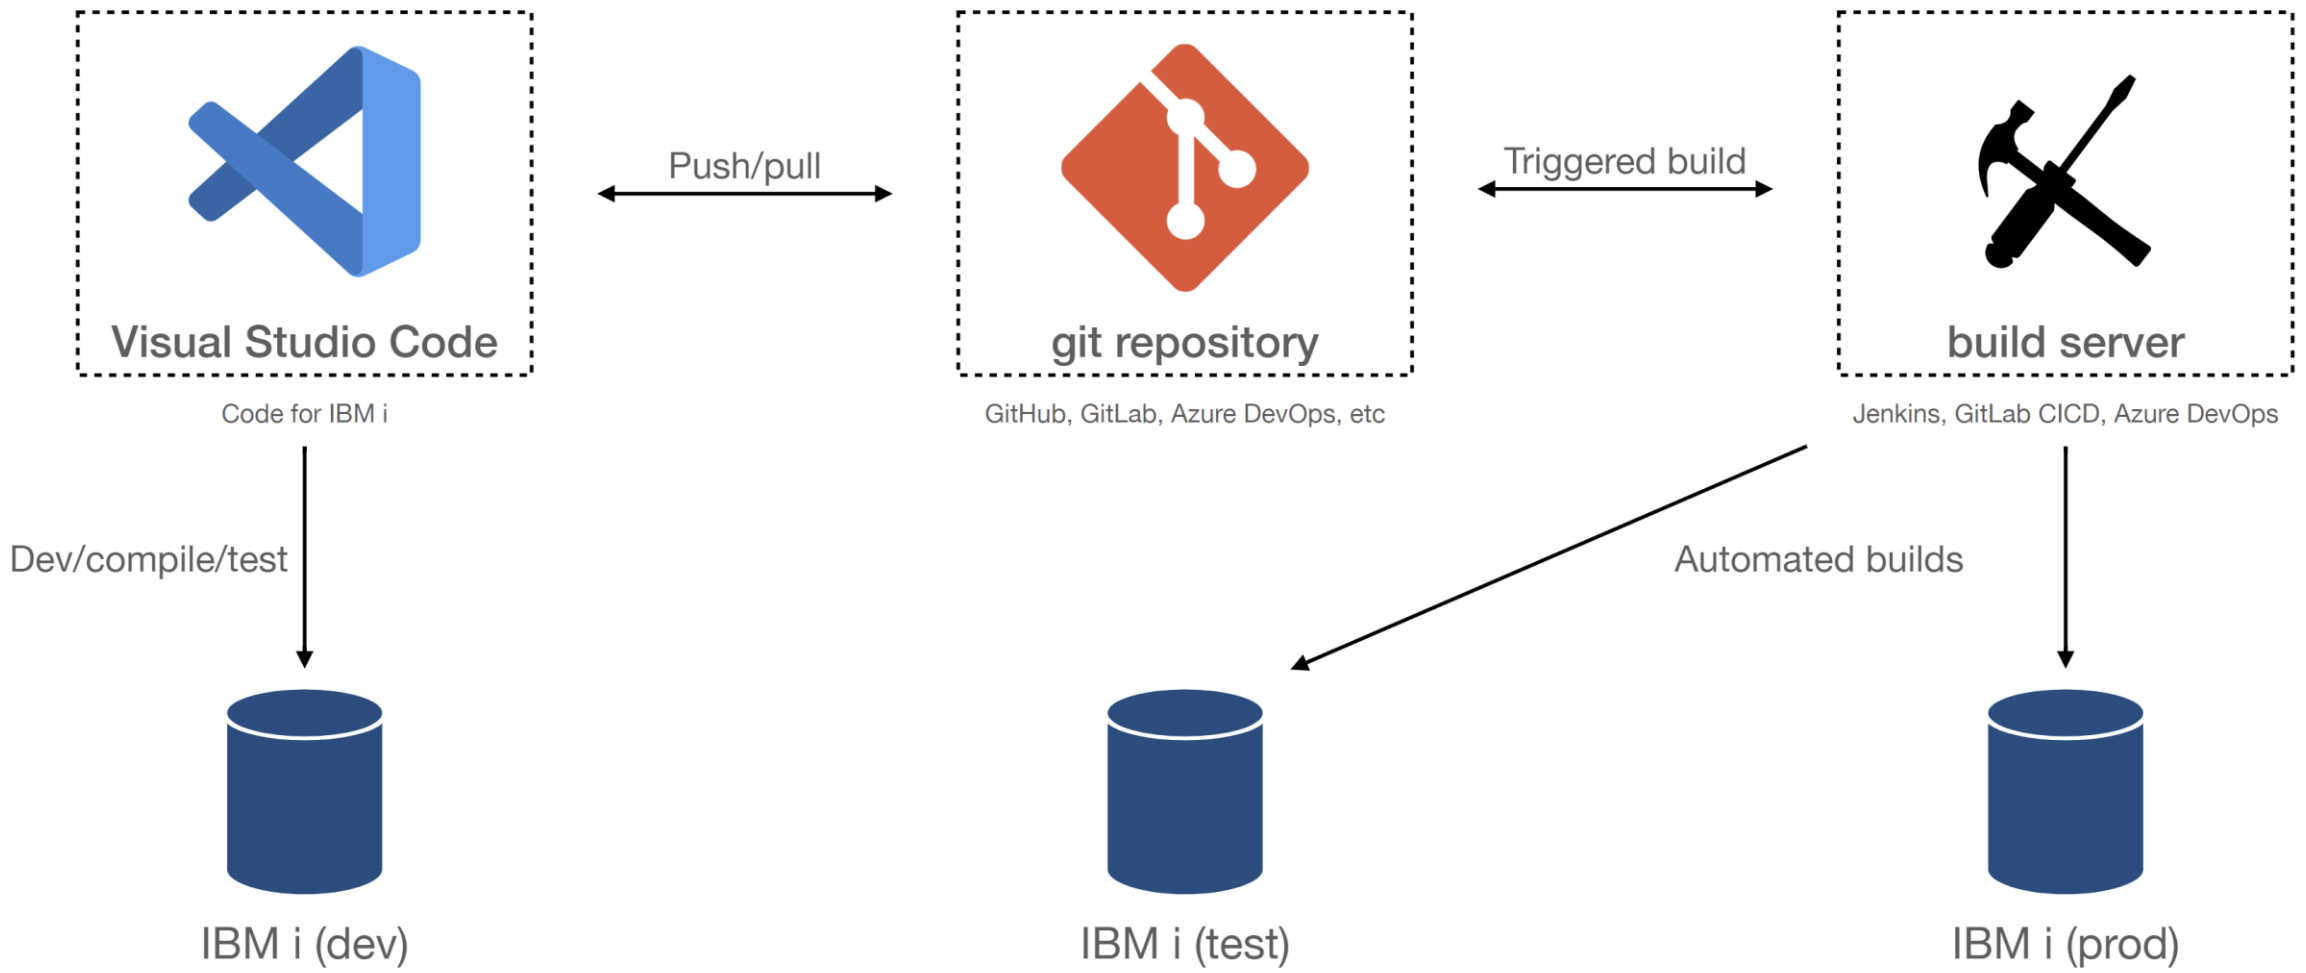 Push/pull
Triggered build
Visual Studio Code
git repository
build server
Code for IBM i
GitHub, GitLab, Azure DevOps, etc
Jenkins, GitLab CICD, Azure DevOps
Dev/compile/test
Automated builds
IBM i (dev)
IBM i (test)
IBM i (prod)